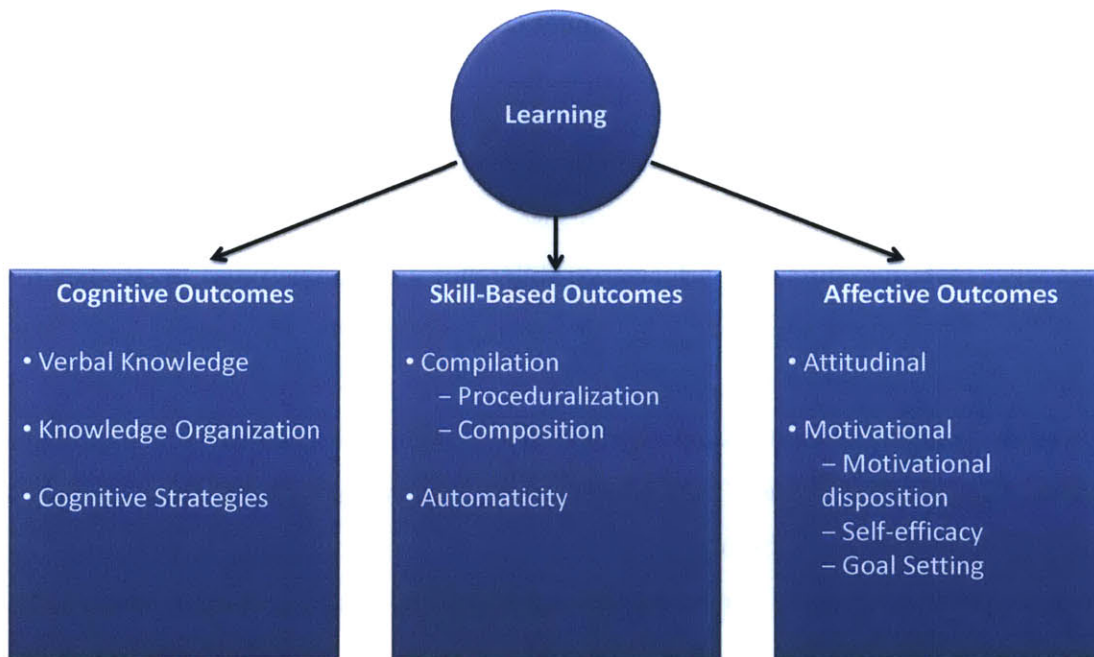 Learning
Cognitive Outcomes
• Verbal Knowledge
• Knowledge Organization
• Cognitive Strategies
Skill-Based Outcomes
• Compilation
– Proceduralization
– Composition
• Automaticity
Affective Outcomes
• Attitudinal
• Motivational
– Motivational
disposition
– Self-efficacy
– Goal Setting